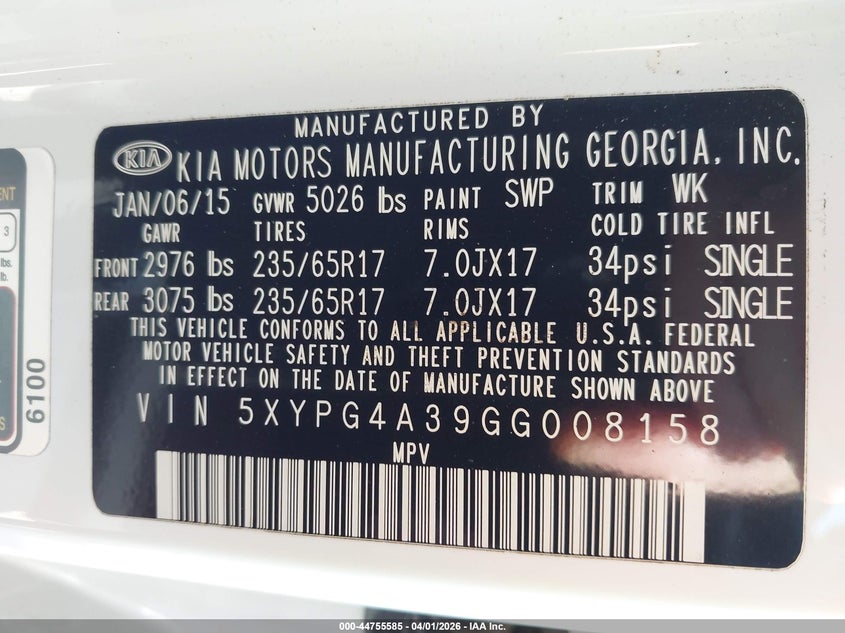 MANUFACTURED BY
KIA KIA MOTORS MANUFACTURING GEORGIA, INC.
JAN/06/15 GVWR 5026 lbs PAINT SWP TRIM WK
GAWR TIRES RIMS COLD TIRE INFL
FRONT 2976 lbs 235/65R17 7.0JX17 34psi SINGLE
REAR 3075 lbs 235/65R17 7.0JX17 34psi SINGLE
THIS VEHICLE CONFORMS TO ALL APPLICABLE U.S.A. FEDERAL
MOTOR VEHICLE SAFETY AND THEFT PREVENTION STANDARDS
IN EFFECT ON THE DATE OF MANUFACTURE SHOWN ABOVE
VIN 5XYPG4A39GG008158
MPV
3
lbs.
lb.
6100
000-44755585 - 04/01/2026 - IAA Inc.